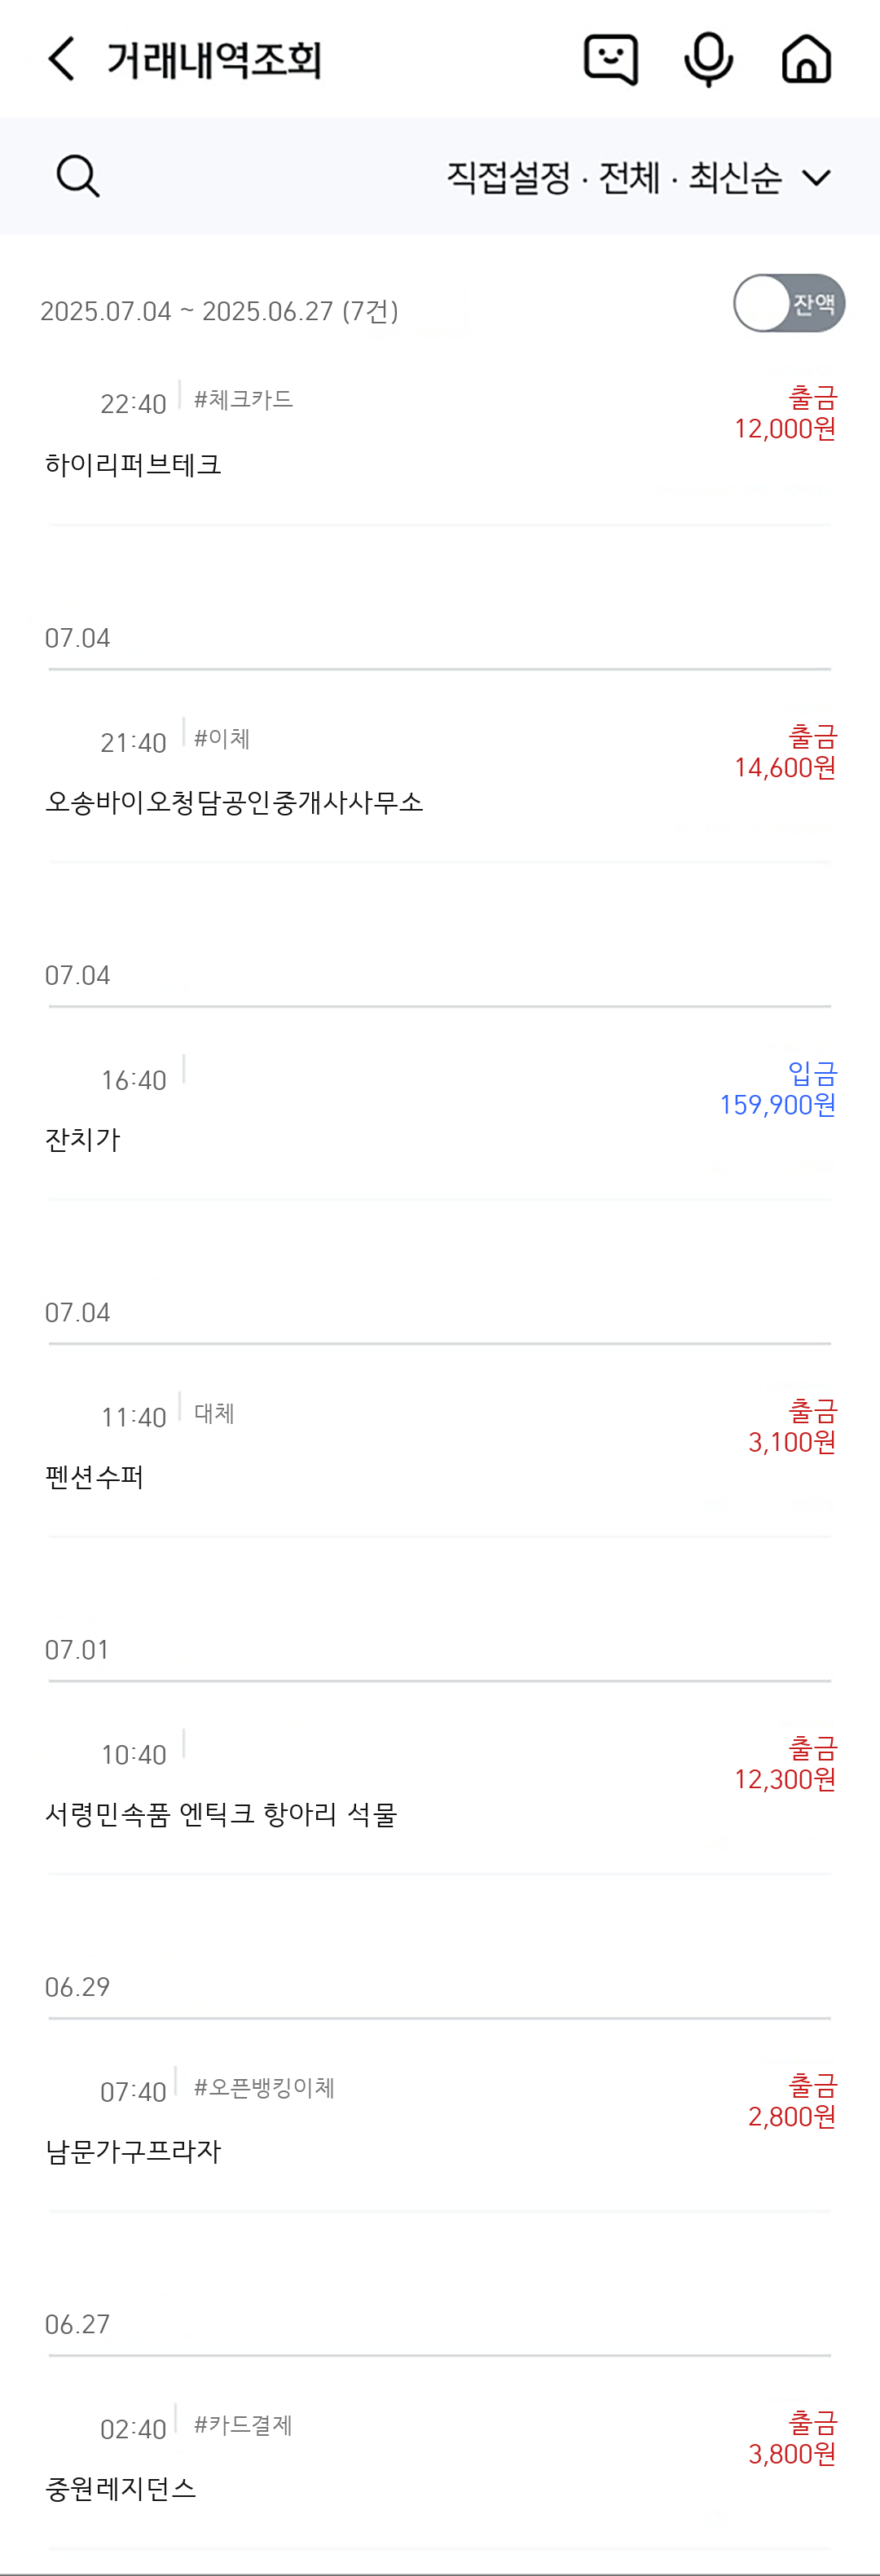 거래내역조회
직접설정 · 전체 · 최신순
2025.07.04 ~ 2025.06.27 (7건)
잔액
22:40 #체크카드 출금
12,000원
하이리퍼브테크
07.04
21:40 #이체 출금
14,600원
오송바이오청담공인중개사사무소
07.04
16:40 입금
159,900원
잔치가
07.04
11:40 대체 출금
3,100원
펜션수퍼
07.01
10:40 출금
12,300원
서령민속품 엔틱크 항아리 석물
06.29
07:40 #오픈뱅킹이체 출금
2,800원
남문가구프라자
06.27
02:40 #카드결제 출금
3,800원
중원레지던스